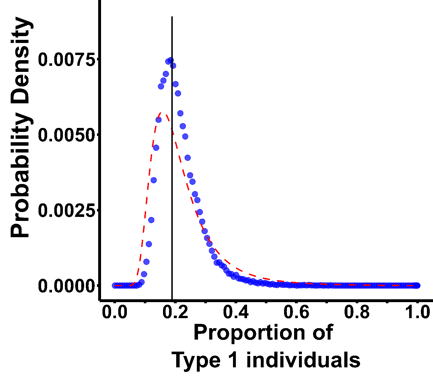 Probability Density
0.0075
0.0050
0.0025
0.0000
0.0 0.2 0.4 0.6 0.8 1.0
Proportion of
Type 1 individuals